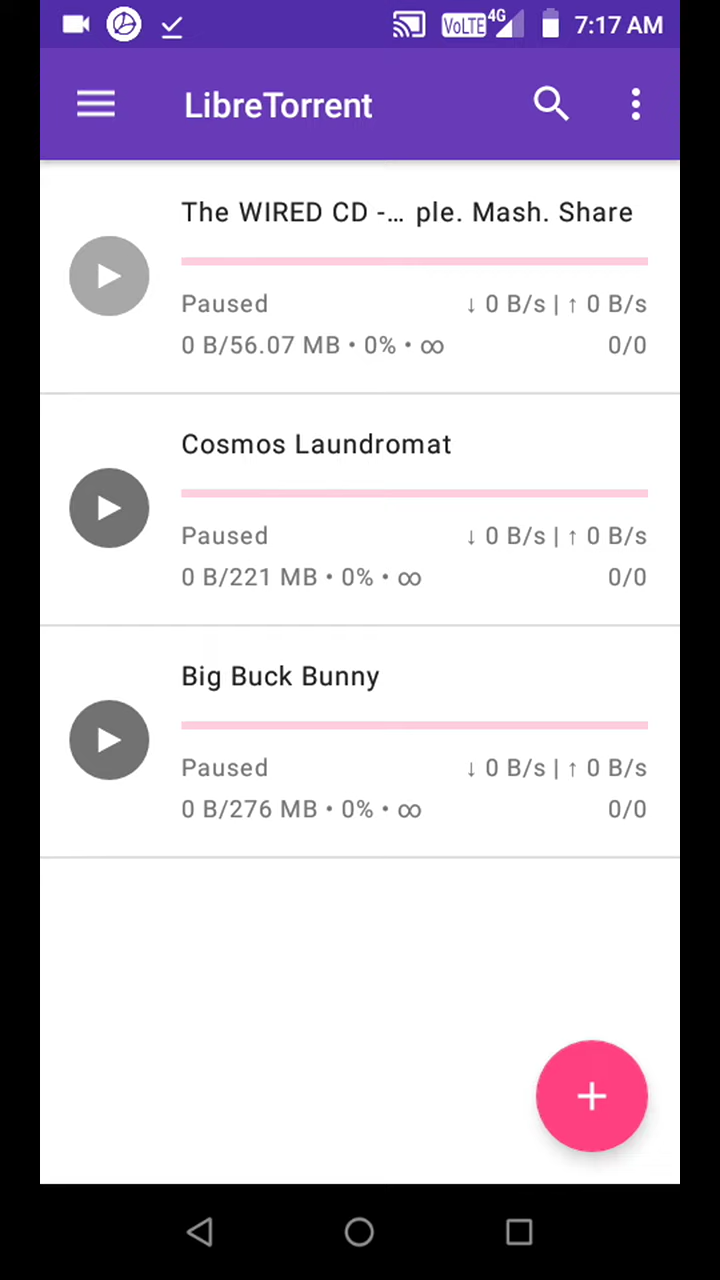 VoLTE 4G 7:17 AM
LibreTorrent
The WIRED CD -... ple. Mash. Share
Paused ↓ 0 B/s | ↑ 0 B/s
0 B/56.07 MB • 0% • ∞ 0/0
Cosmos Laundromat
Paused ↓ 0 B/s | ↑ 0 B/s
0 B/221 MB • 0% • ∞ 0/0
Big Buck Bunny
Paused ↓ 0 B/s | ↑ 0 B/s
0 B/276 MB • 0% • ∞ 0/0